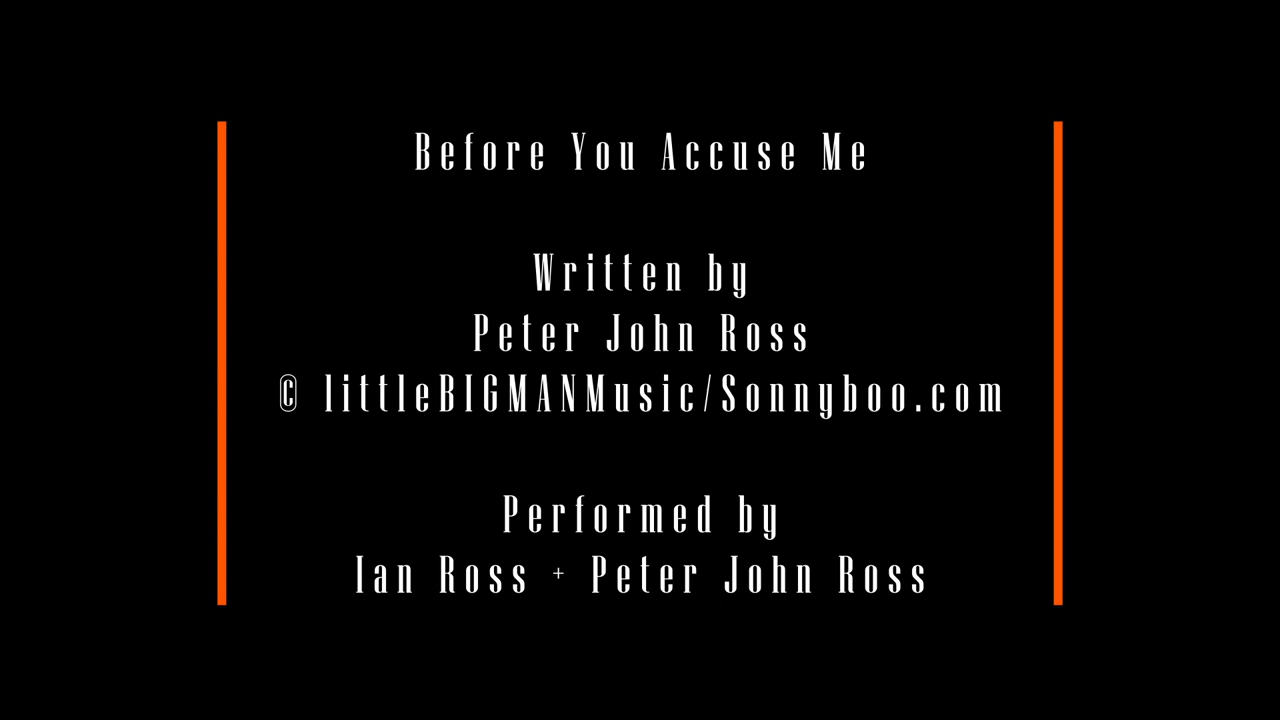 Before You Accuse Me
Written by
Peter John Ross
© littleBIGMANMusic/Sonnyboo.com
Performed by
Ian Ross + Peter John Ross